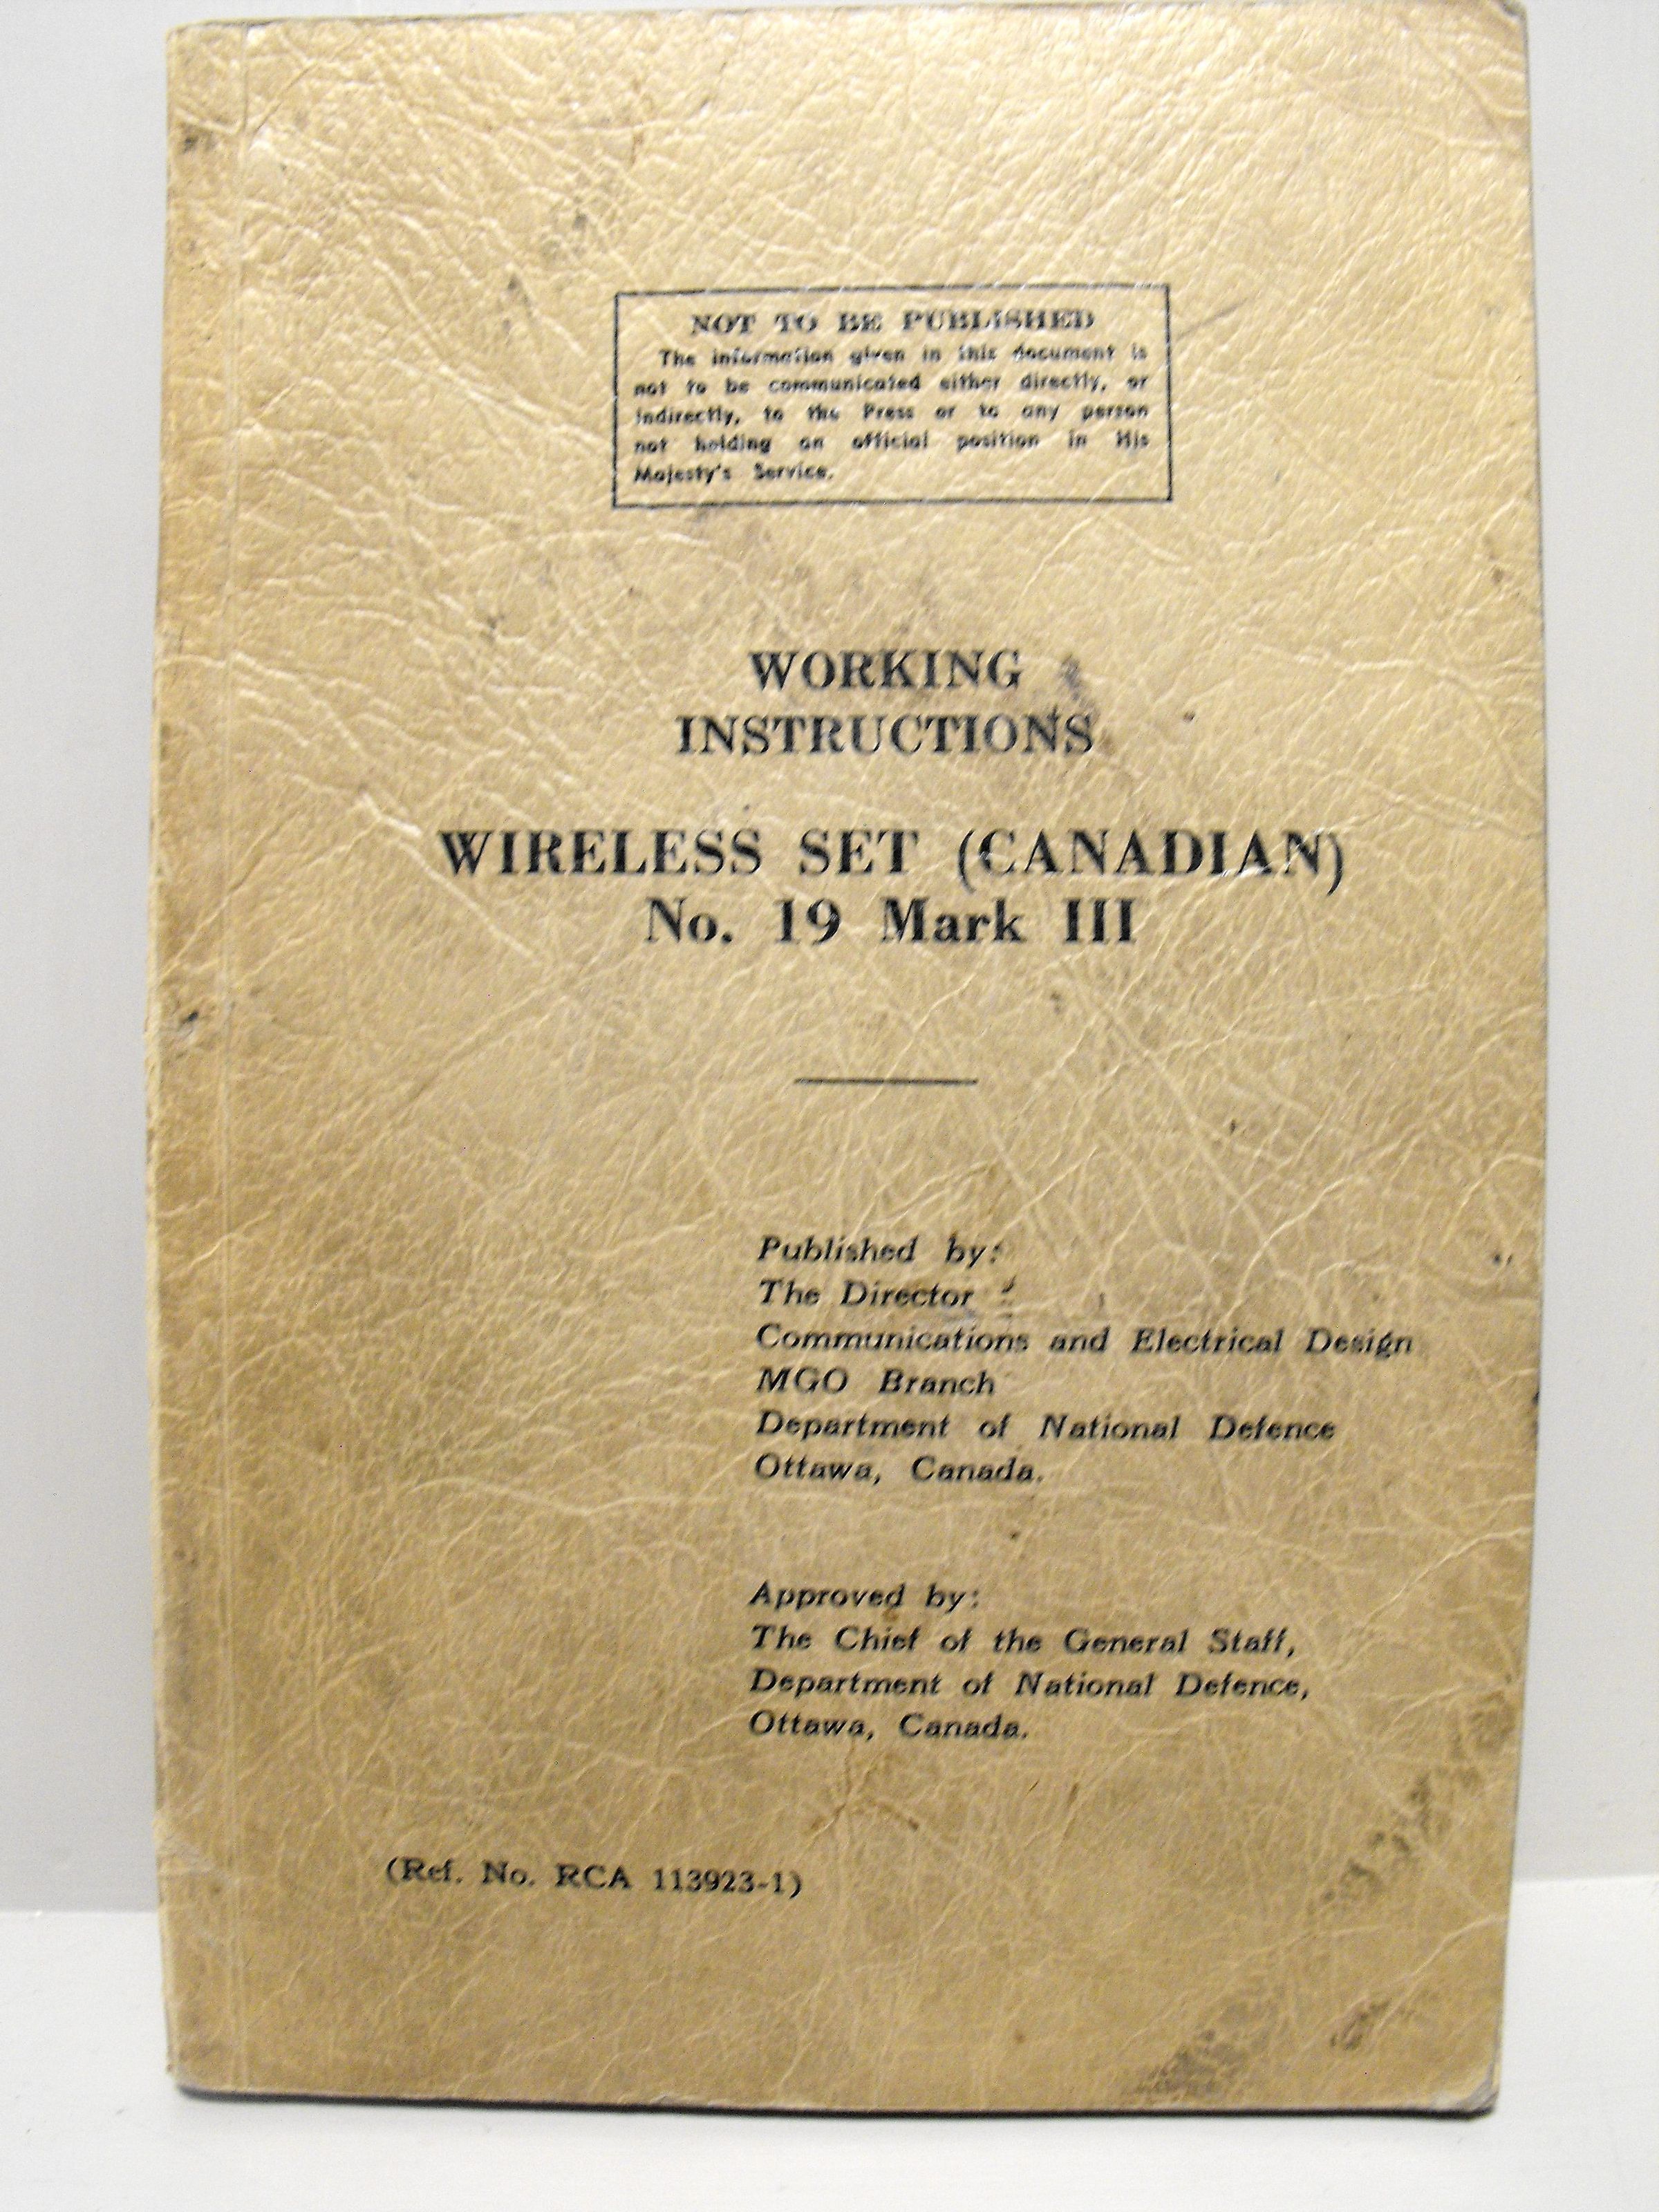 NOT TO BE PUBLISHED
The information given in this document is
not to be communicated either directly, or
indirectly, to the Press or to any person
not holding an official position in His
Majesty's Service.
WORKING
INSTRUCTIONS
WIRELESS SET (CANADIAN)
No. 19 Mark III
Published by:
The Director
Communications and Electrical Design
MGO Branch
Department of National Defence
Ottawa, Canada.
Approved by:
The Chief of the General Staff,
Department of National Defence,
Ottawa, Canada.
(Ref. No. RCA 113923-1)